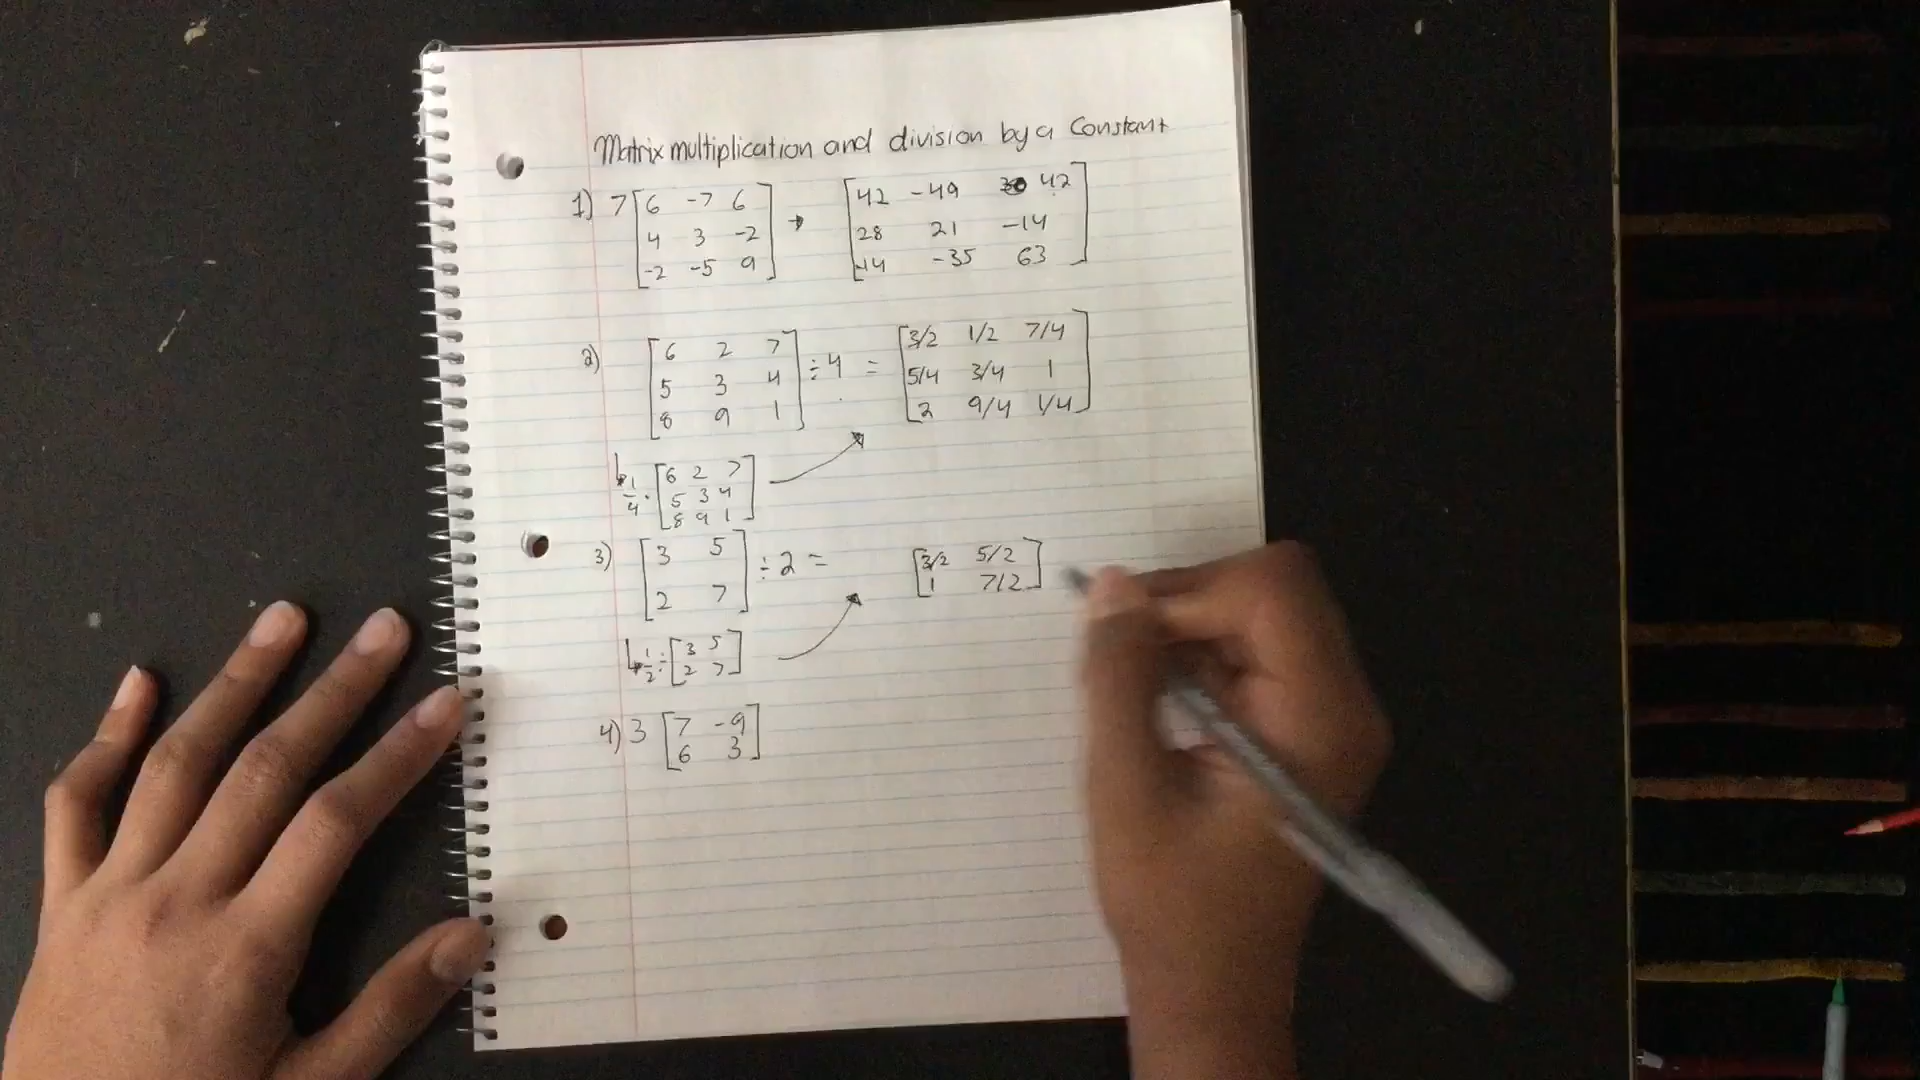 Matrix multiplication and division by a Constant
1) 7 [6 -7 6 → [42 -49 42
4 3 -2 28 21 -14
-2 -5 9] -14 -35 63]
2) [6 2 7 3/2 1/2 7/4
5 3 4 ÷ 4 = 5/4 3/4 1
8 9 1] 2 9/4 1/4]
1/4 · [6 2 7
5 3 4
8 9 1]
3) [3 5 ÷ 2 = [3/2 5/2
2 7] 1 7/2]
1/2 ÷ [3 5
2 7]
4) 3 [7 -9
6 3]